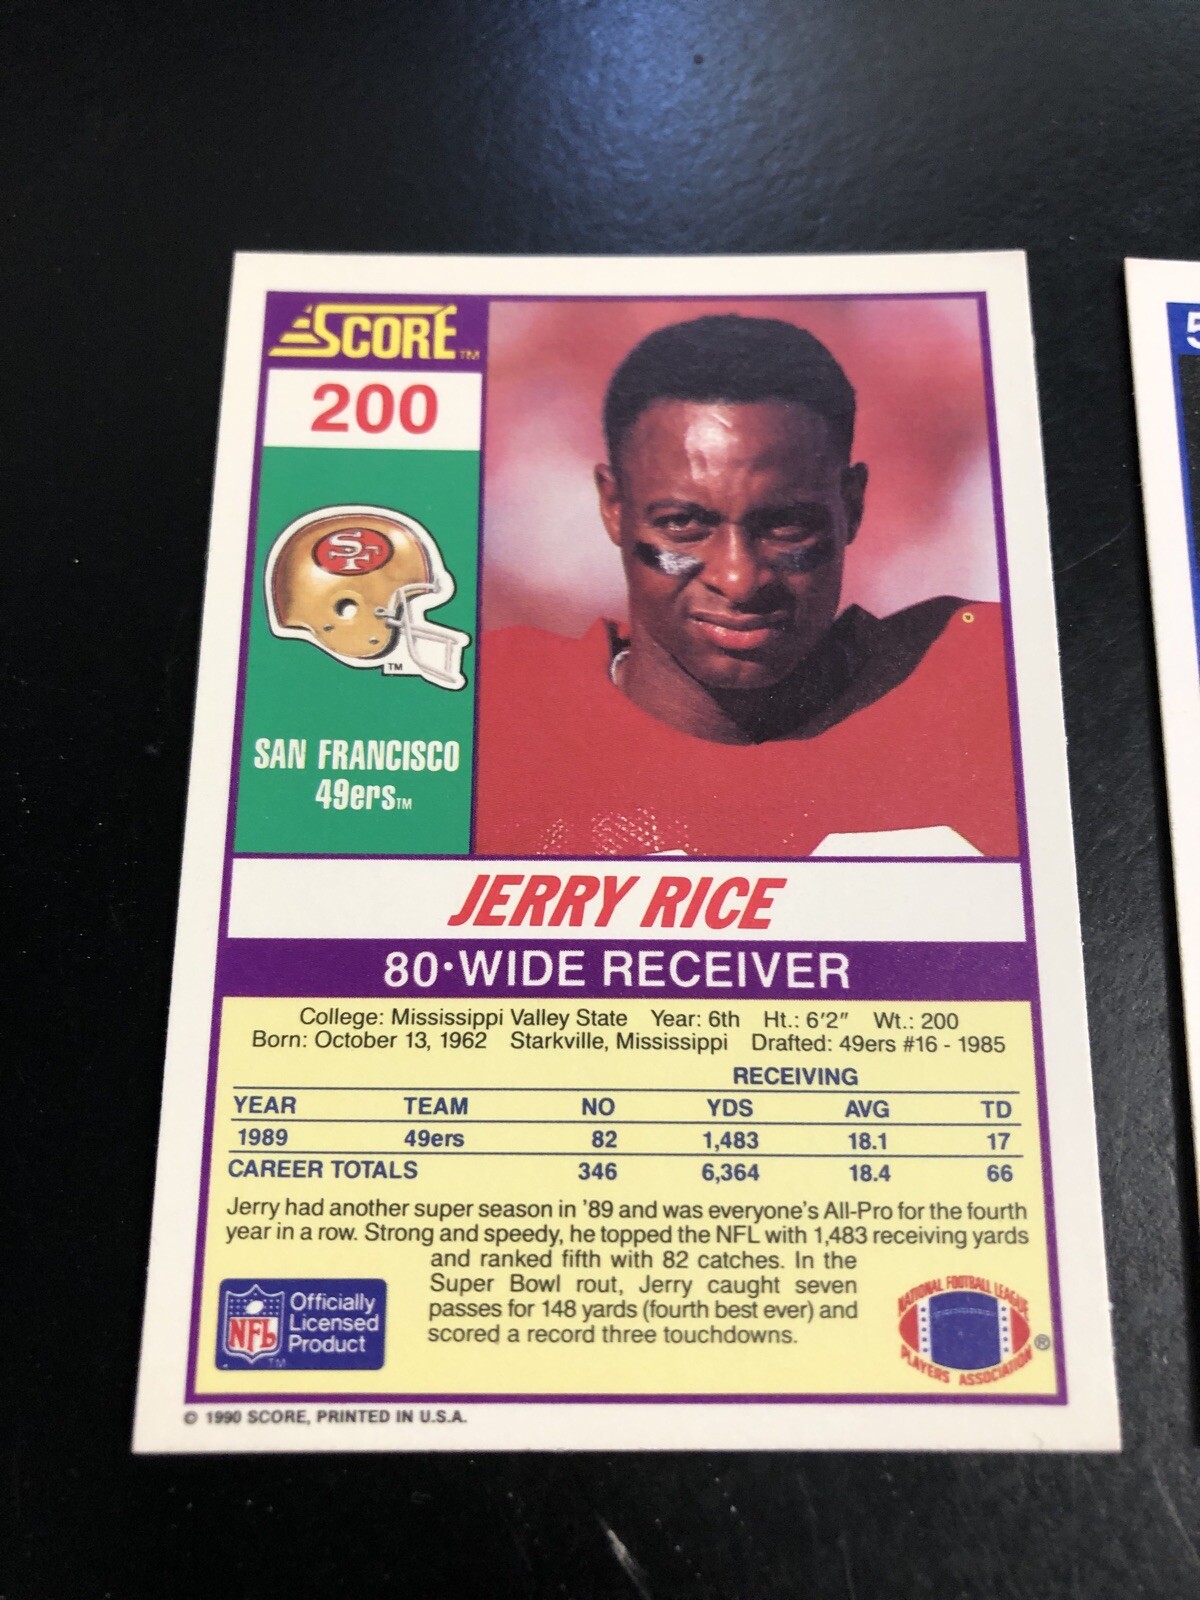 SCORE™
200
SF
TM
SAN FRANCISCO
49ers™
JERRY RICE
80·WIDE RECEIVER
College: Mississippi Valley State Year: 6th Ht.: 6'2" Wt.: 200
Born: October 13, 1962 Starkville, Mississippi Drafted: 49ers #16 - 1985
RECEIVING
YEAR TEAM NO YDS AVG TD
1989 49ers 82 1,483 18.1 17
CAREER TOTALS 346 6,364 18.4 66
Jerry had another super season in '89 and was everyone's All-Pro for the fourth
year in a row. Strong and speedy, he topped the NFL with 1,483 receiving yards
and ranked fifth with 82 catches. In the
Super Bowl rout, Jerry caught seven
passes for 148 yards (fourth best ever) and
scored a record three touchdowns.
NFL
Officially
Licensed
Product
TM
NATIONAL FOOTBALL LEAGUE
PLAYERS ASSOCIATION ®
© 1990 SCORE, PRINTED IN U.S.A.
5